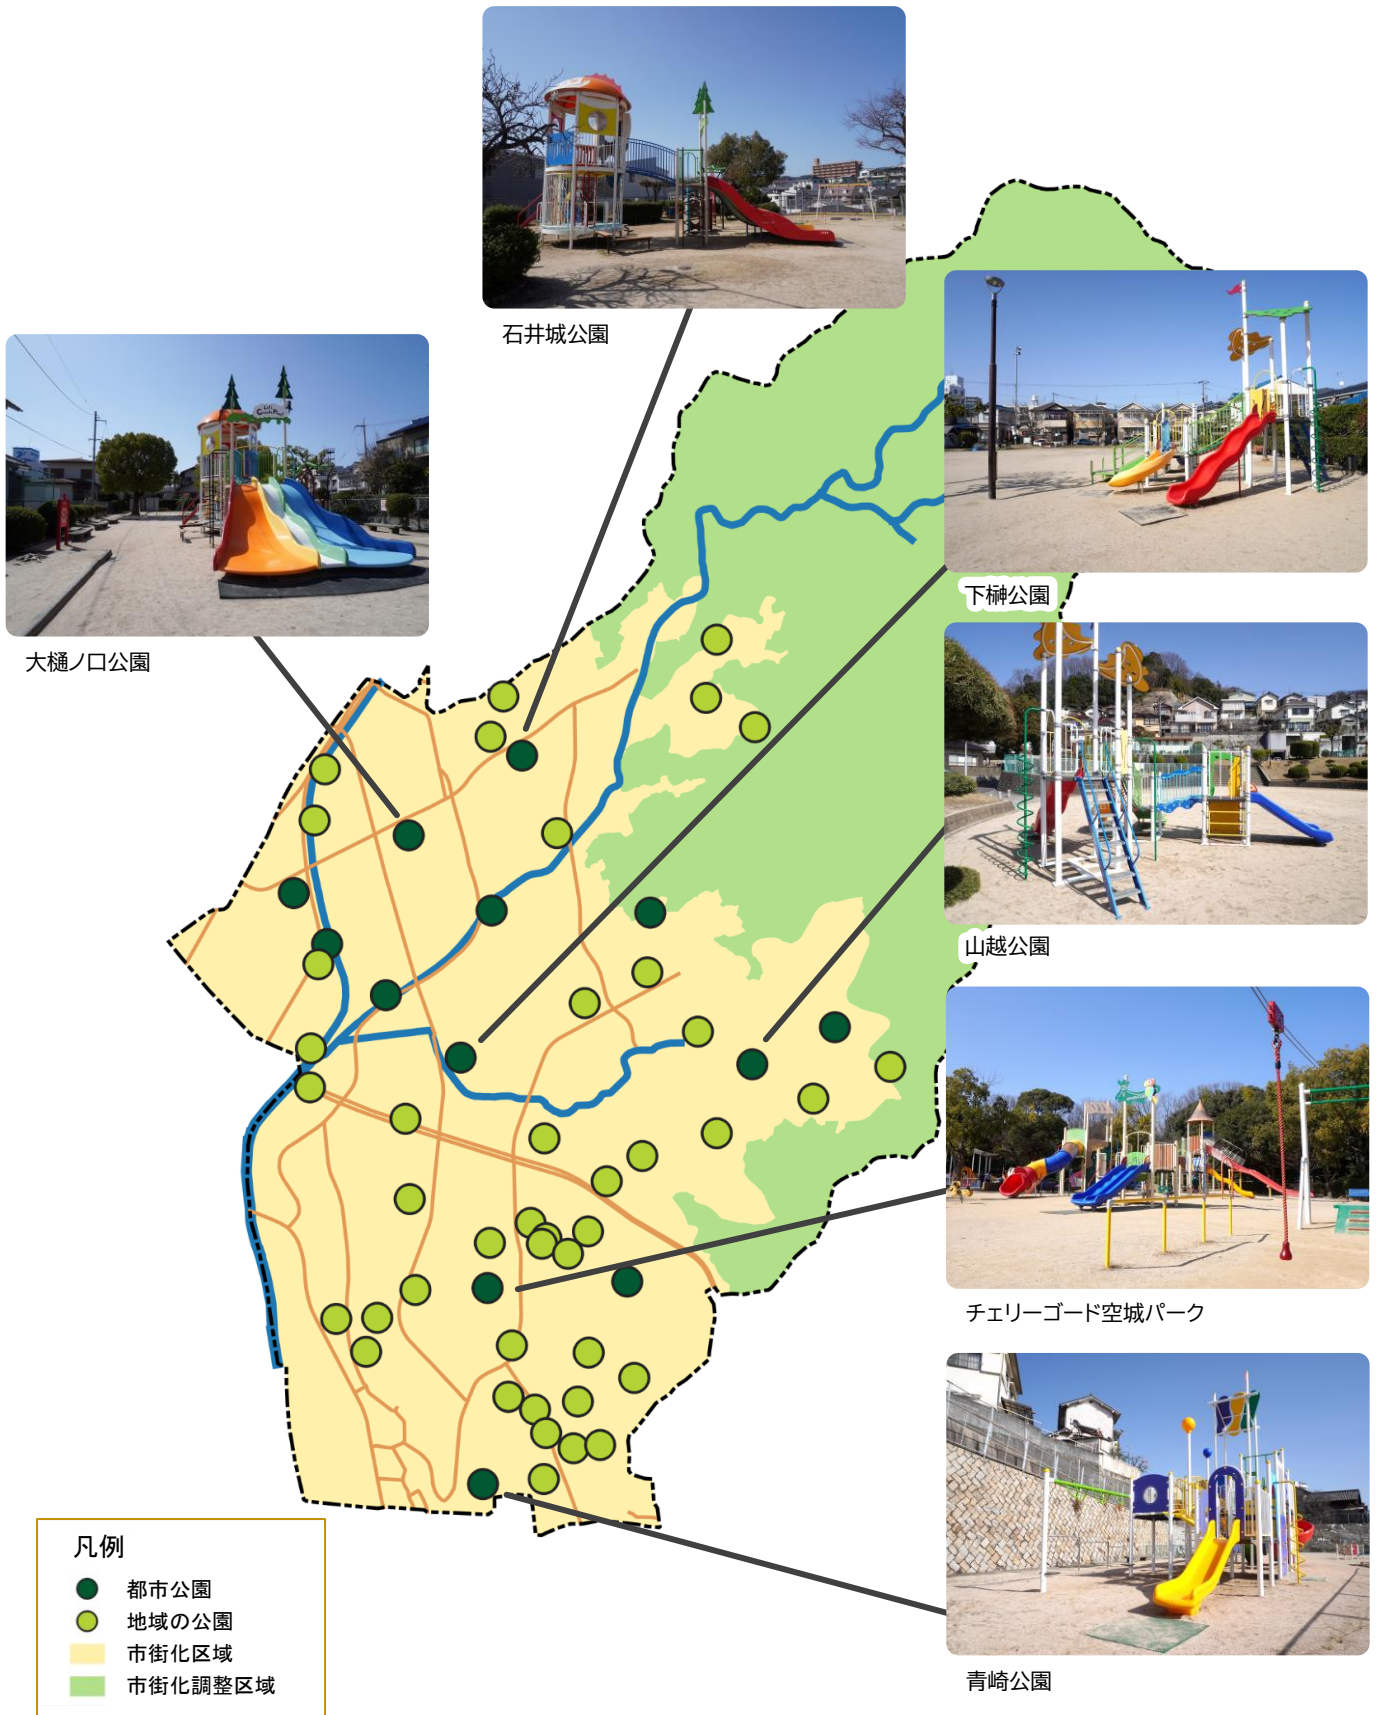 石井城公園
大樋ノ口公園
下榊公園
山越公園
チェリーゴード空城パーク
青崎公園
凡例
都市公園
地域の公園
市街化区域
市街化調整区域